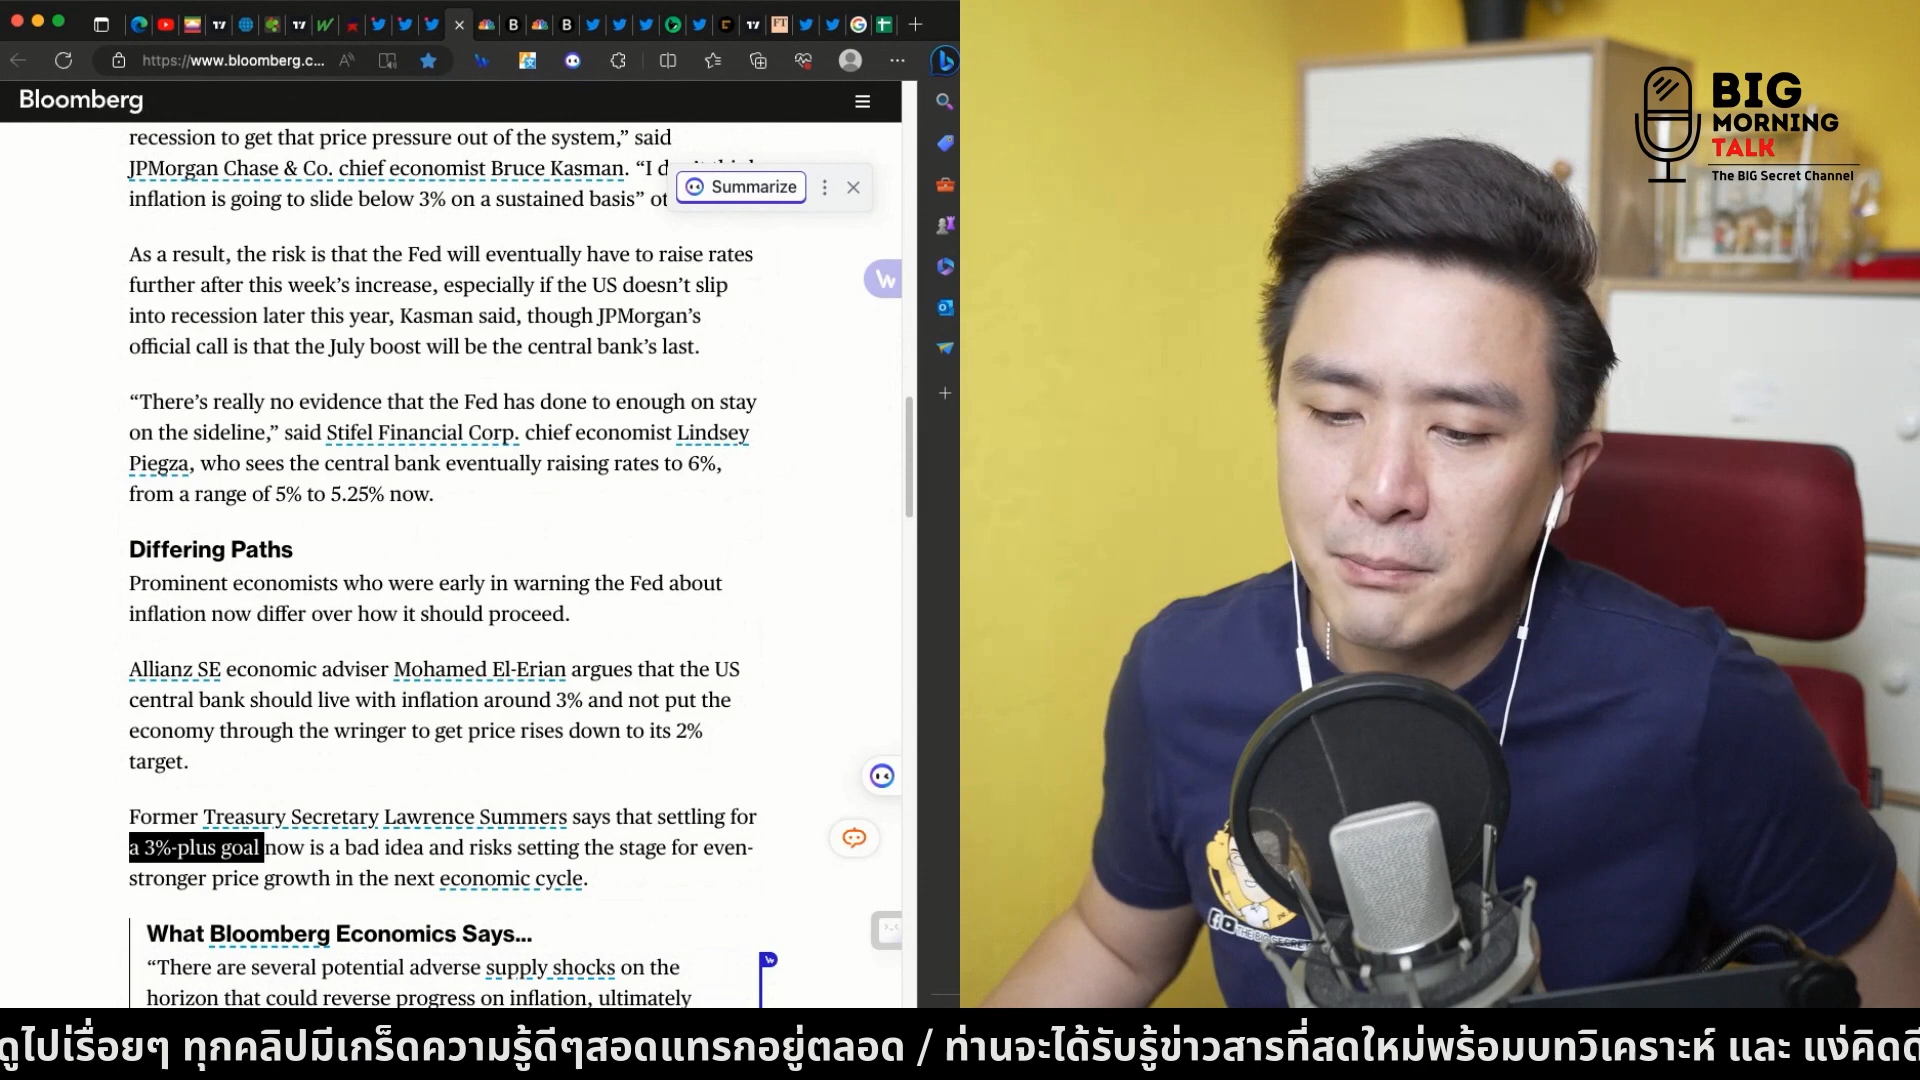 https://www.bloomberg.c...
Bloomberg
recession to get that price pressure out of the system,” said
JPMorgan Chase & Co. chief economist Bruce Kasman. “I
inflation is going to slide below 3% on a sustained basis”
Summarize
As a result, the risk is that the Fed will eventually have to raise rates
further after this week’s increase, especially if the US doesn’t slip
into recession later this year, Kasman said, though JPMorgan’s
official call is that the July boost will be the central bank’s last.
“There’s really no evidence that the Fed has done to enough on stay
on the sideline,” said Stifel Financial Corp. chief economist Lindsey
Piegza, who sees the central bank eventually raising rates to 6%,
from a range of 5% to 5.25% now.
Differing Paths
Prominent economists who were early in warning the Fed about
inflation now differ over how it should proceed.
Allianz SE economic adviser Mohamed El-Erian argues that the US
central bank should live with inflation around 3% and not put the
economy through the wringer to get price rises down to its 2%
target.
Former Treasury Secretary Lawrence Summers says that settling for
a 3%-plus goal now is a bad idea and risks setting the stage for even-
stronger price growth in the next economic cycle.
What Bloomberg Economics Says...
“There are several potential adverse supply shocks on the
horizon that could reverse progress on inflation, ultimately
BIG
MORNING
TALK
The BIG Secret Channel
THE BIG SECRET
ดูไปเรื่อยๆ ทุกคลิปมีเกร็ดความรู้ดีๆสอดแทรกอยู่ตลอด / ท่านจะได้รับรู้ข่าวสารที่สดใหม่พร้อมบทวิเคราะห์ และ แง่คิดดี